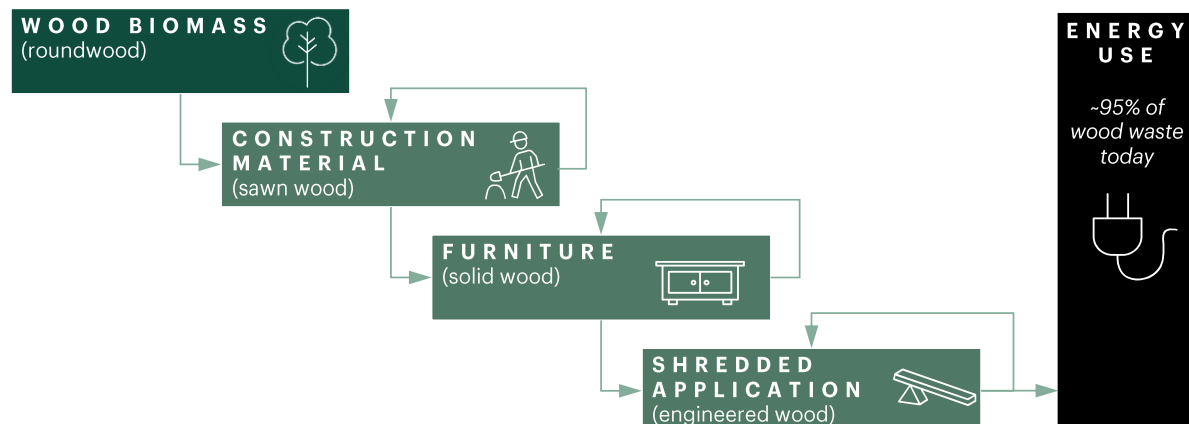 WOOD BIOMASS
(roundwood)
CONSTRUCTION
MATERIAL
(sawn wood)
FURNITURE
(solid wood)
SHREDDED
APPLICATION
(engineered wood)
ENERGY
USE
~95% of
wood waste
today